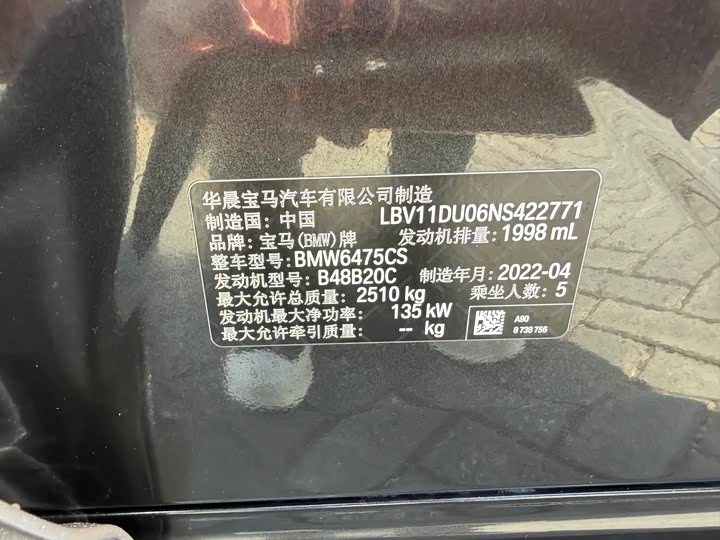 华晨宝马汽车有限公司制造
制造国：中国 LBV11DU06NS422771
品牌：宝马(BMW)牌 发动机排量：1998 mL
整车型号：BMW6475CS
发动机型号：B48B20C 制造年月：2022-04
最大允许总质量：2510 kg 乘坐人数：5
发动机最大净功率： 135 kW
最大允许牵引质量： -- kg
A90
8 738 756